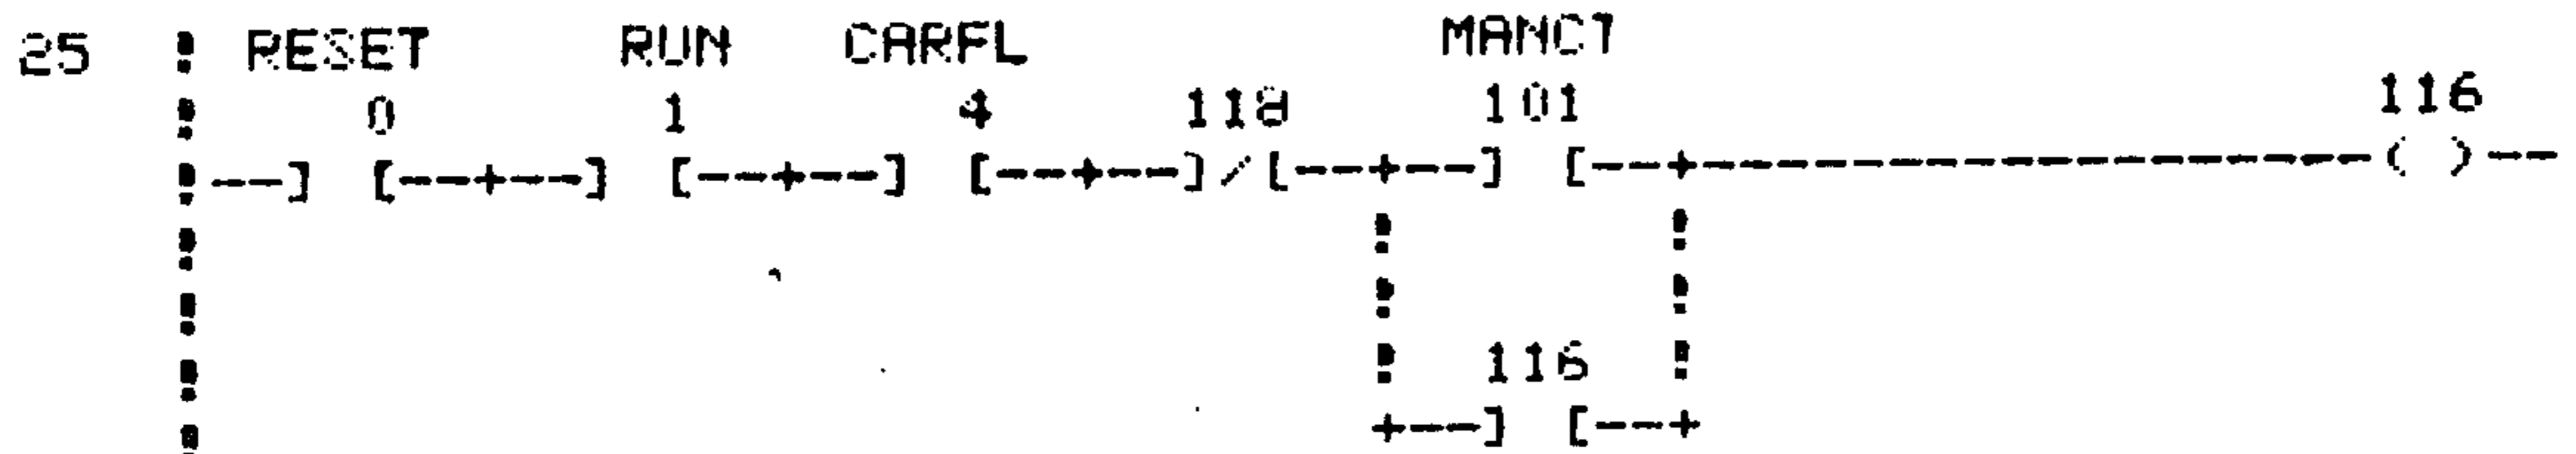 25 ! RESET RUN CARFL MANCT
! 0 1 4 118 101 116
!--] [--+--] [--+--] [--+--]/[--+--] [--+------------------( )--
! ! !
! ! !
! ! 116 !
! +--] [--+